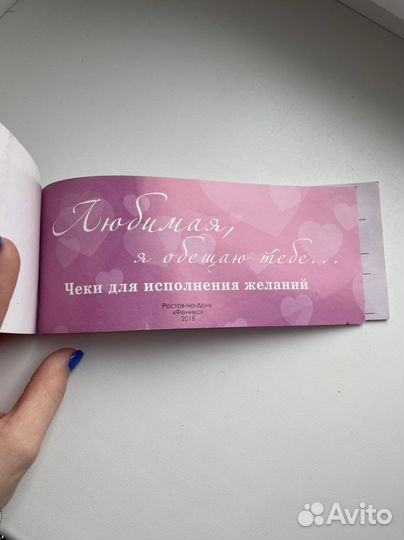 Любимая,
я обещаю тебе...
Чеки для исполнения желаний
Ростов-на-Дону
«Феникс»
2018
Avito